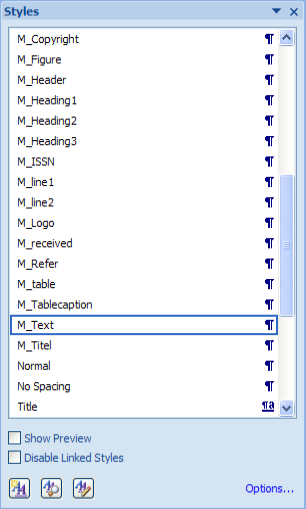 Styles
M_Copyright ¶
M_Figure ¶
M_Header ¶
M_Heading1 ¶
M_Heading2 ¶
M_Heading3 ¶
M_ISSN ¶
M_line1 ¶
M_line2 ¶
M_Logo ¶
M_received ¶
M_Refer ¶
M_table ¶
M_Tablecaption ¶
M_Text ¶
M_Titel ¶
Normal ¶
No Spacing ¶
Title ¶a
Show Preview
Disable Linked Styles
Options...